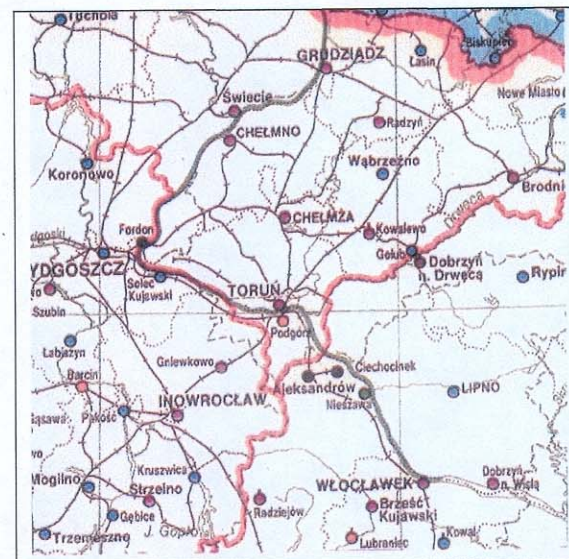 Tuchola
GRUDZIĄDZ
Łasin
Biskupiec
Świecie
Nowe Miasto
CHEŁMNO
Radzyń
Koronowo
Wąbrzeźno
Brodni
CHEŁMŻA
Kowalewo
Drwęca
Fordon
Golub
Dobrzyń
n. Drwęcą
YDGOSZCZ
Rypin
Solec
Kujawski
TORUŃ
Szubin
Podgórz
Łabiszyn
Gniewkowo
Ciechocinek
Aleksandrów
Barcin
LIPNO
Nieszawa
INOWROCŁAW
Pakość
Gąsawa
Mogilno
Kruszwica
Strzelno
WŁOCŁAWEK
Dobrzyń
n. Wisłą
Gębice
Radziejów
Brześć
Kujawski
Trzemeszno
J. Gopło
Lubraniec
Kowal